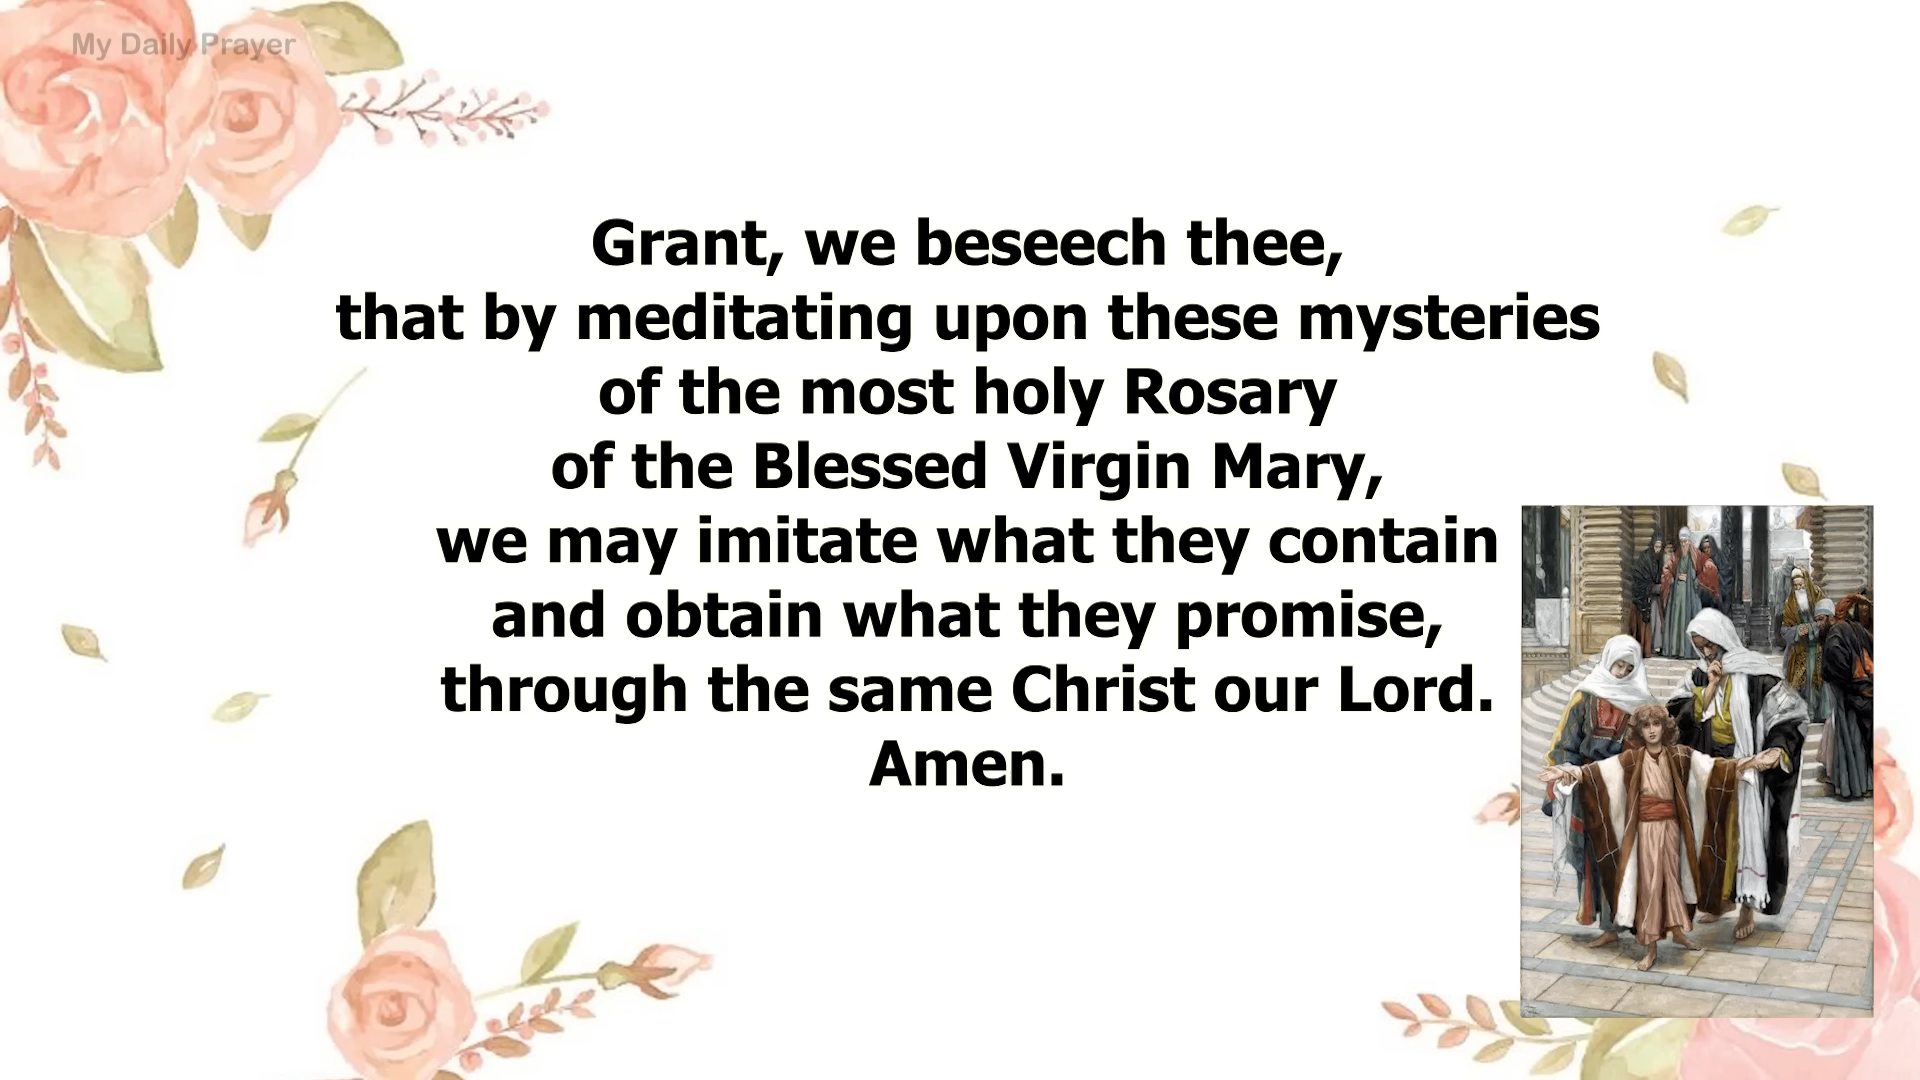 My Daily Prayer
Grant, we beseech thee,
that by meditating upon these mysteries
of the most holy Rosary
of the Blessed Virgin Mary,
we may imitate what they contain
and obtain what they promise,
through the same Christ our Lord.
Amen.